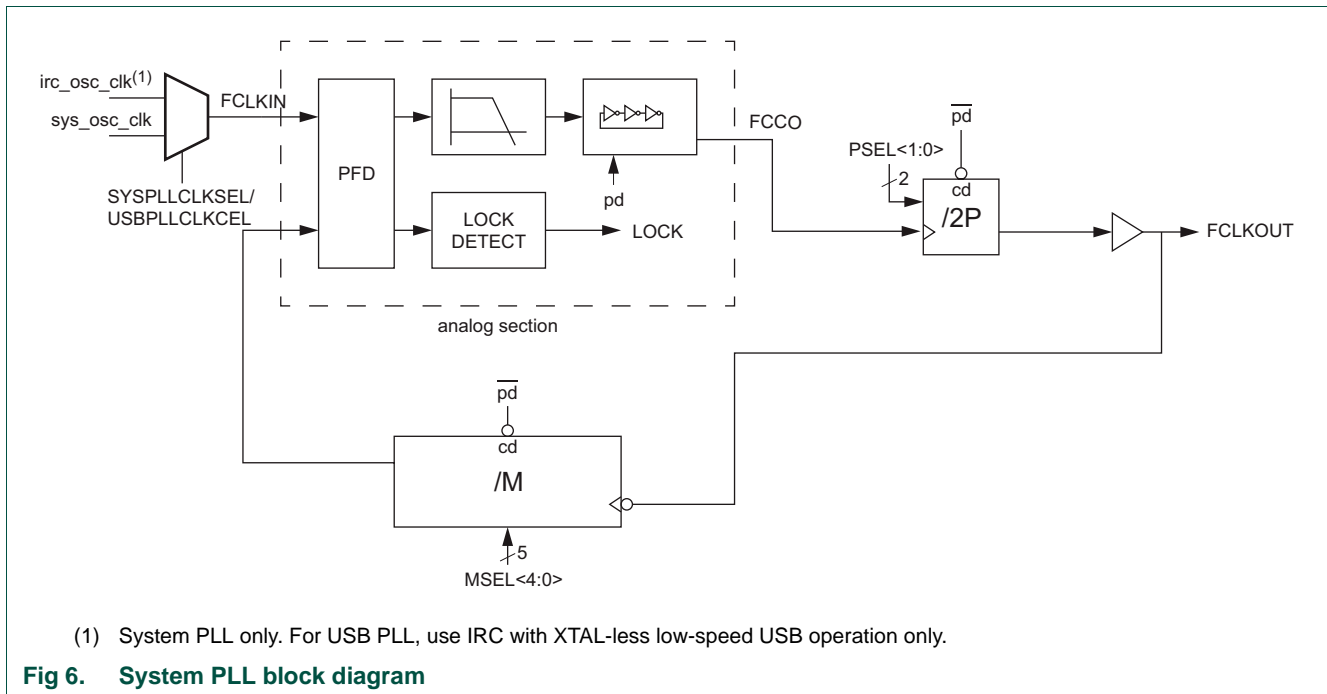 irc_osc_clk(1)
sys_osc_clk
FCLKIN
SYSPLLCLKSEL/
USBPLLCLKCEL
PFD
LOCK
DETECT
LOCK
pd
analog section
FCCO
pd
PSEL<1:0>
2
cd
/2P
FCLKOUT
pd
cd
/M
5
MSEL<4:0>
(1) System PLL only. For USB PLL, use IRC with XTAL-less low-speed USB operation only.
Fig 6. System PLL block diagram